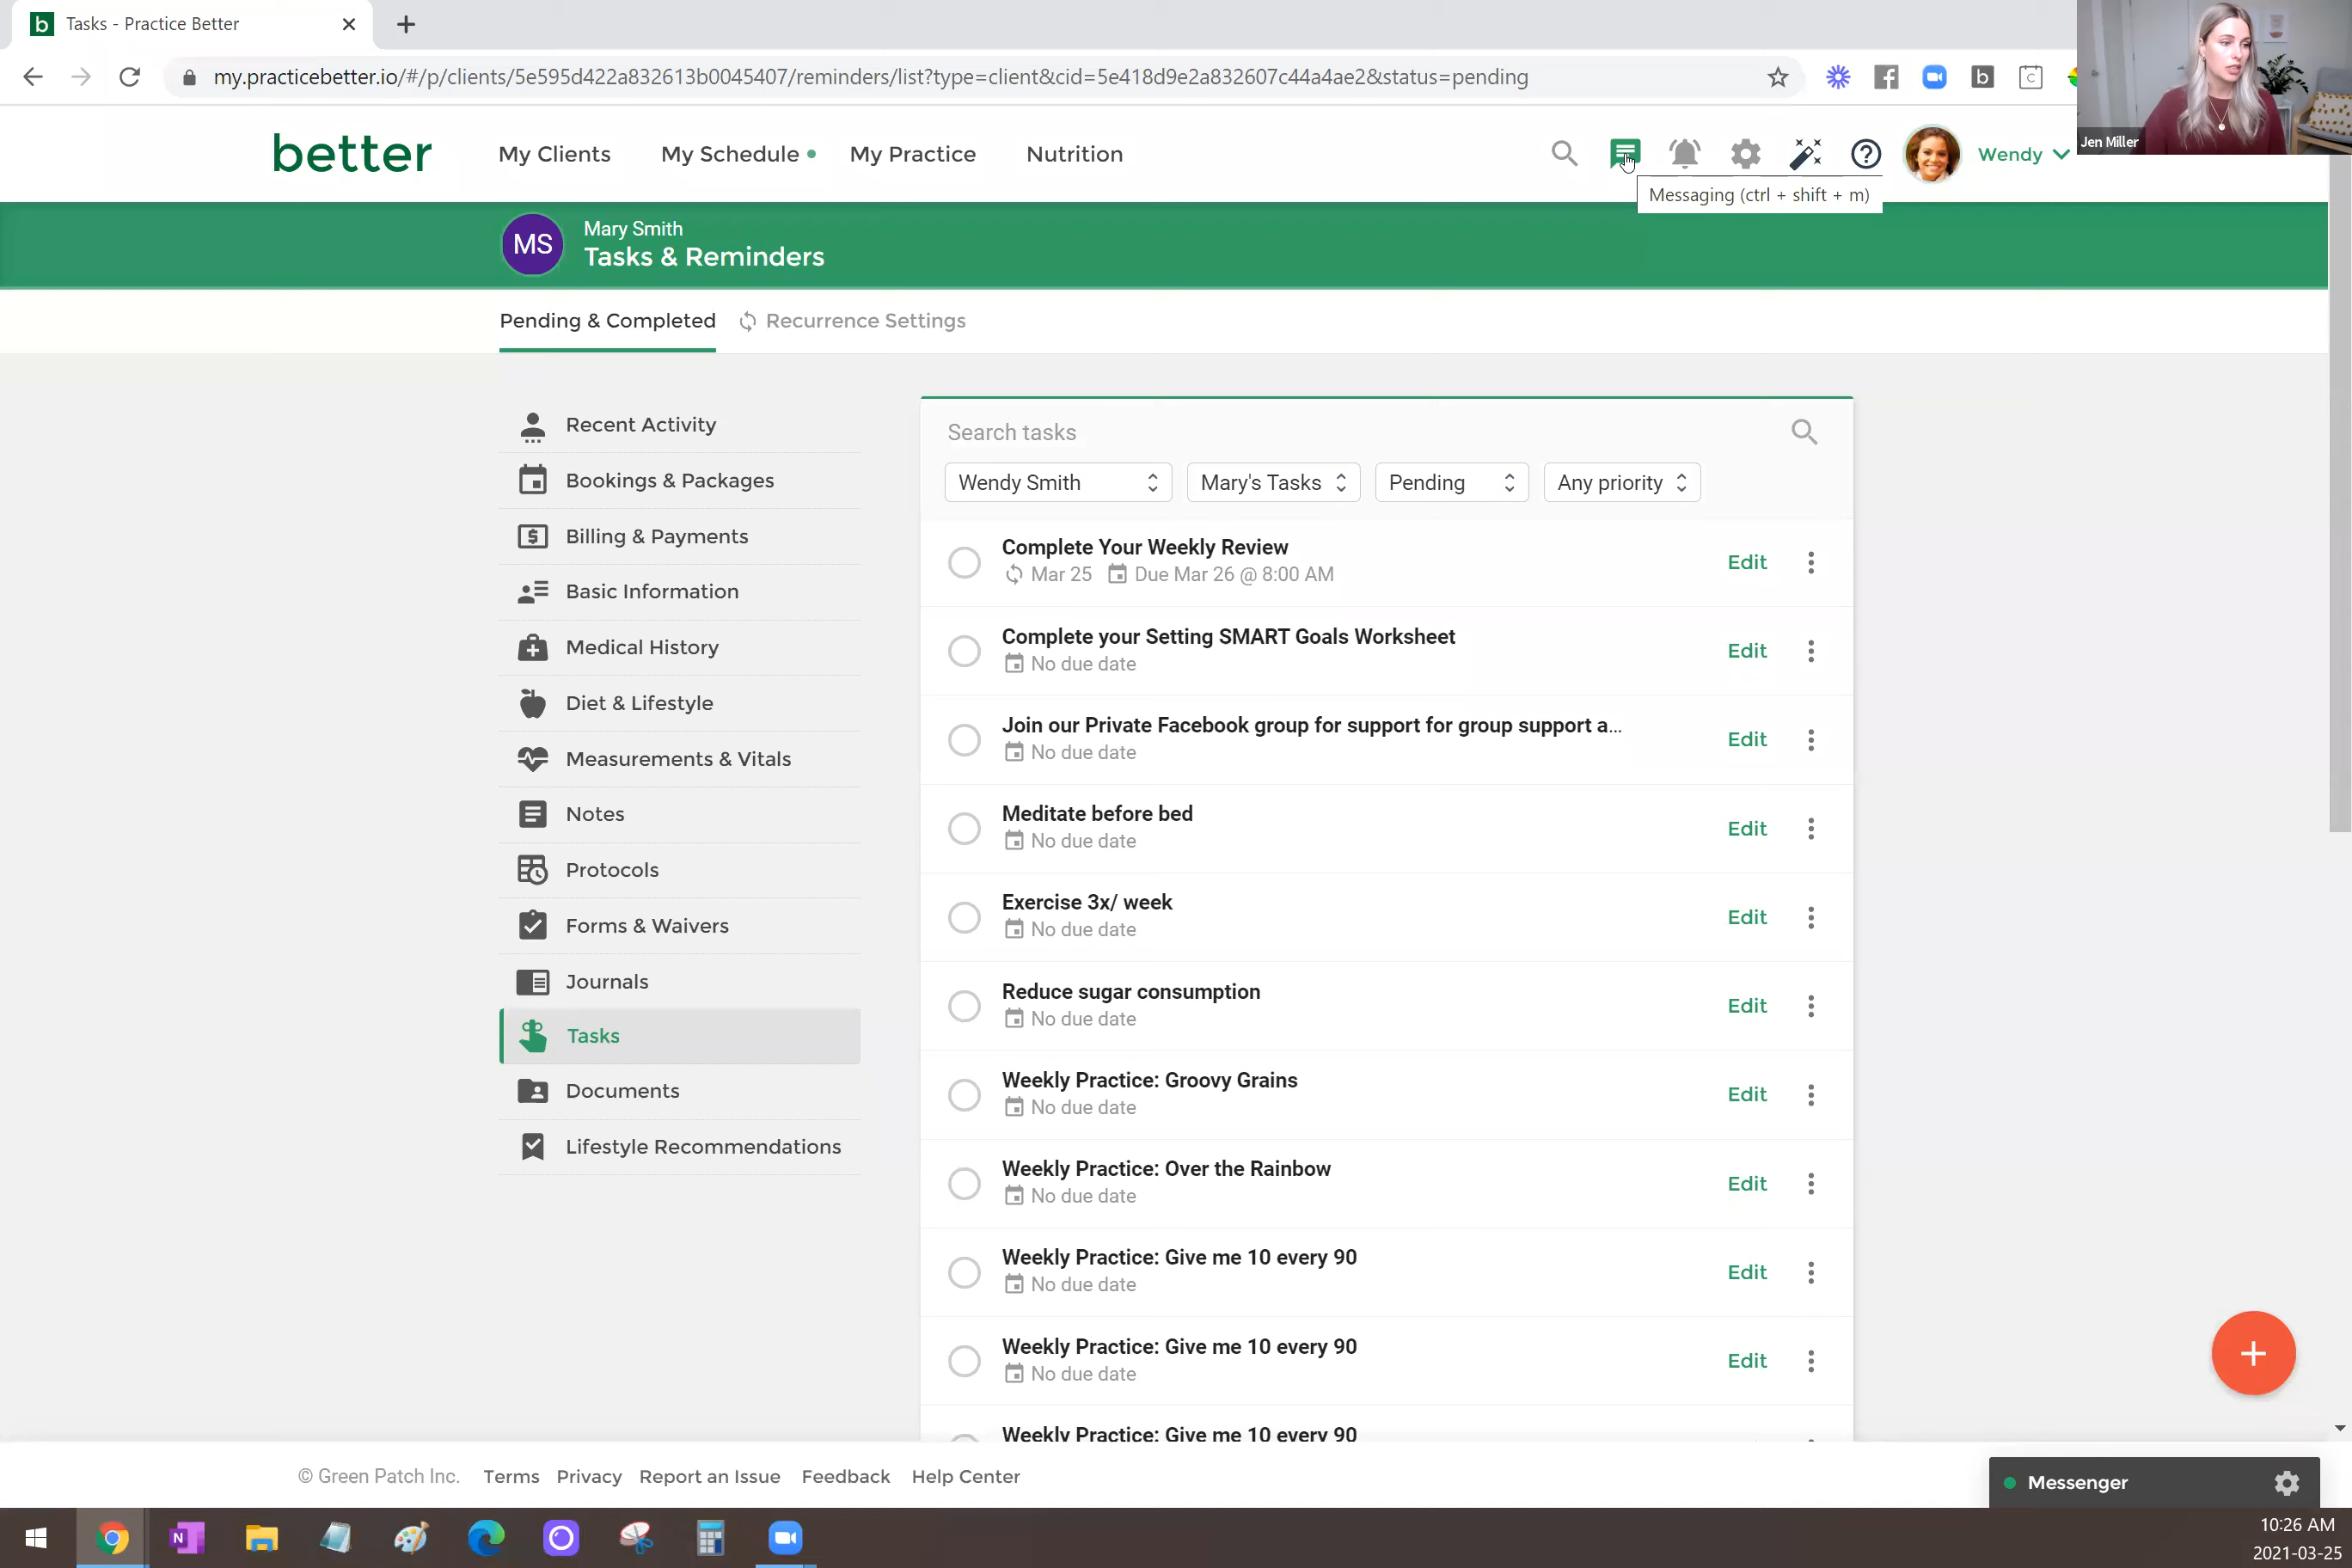 b Tasks - Practice Better
my.practicebetter.io/#/p/clients/5e595d422a832613b0045407/reminders/list?type=client&cid=5e418d9e2a832607c44a4ae2&status=pending
Jen Miller
better My Clients My Schedule My Practice Nutrition Wendy
Messaging (ctrl + shift + m)
MS Mary Smith
Tasks & Reminders
Pending & Completed Recurrence Settings
Recent Activity
Bookings & Packages
Billing & Payments
Basic Information
Medical History
Diet & Lifestyle
Measurements & Vitals
Notes
Protocols
Forms & Waivers
Journals
Tasks
Documents
Lifestyle Recommendations
Search tasks
Wendy Smith Mary's Tasks Pending Any priority
Complete Your Weekly Review Edit
Mar 25 Due Mar 26 @ 8:00 AM
Complete your Setting SMART Goals Worksheet Edit
No due date
Join our Private Facebook group for support for group support a... Edit
No due date
Meditate before bed Edit
No due date
Exercise 3x/ week Edit
No due date
Reduce sugar consumption Edit
No due date
Weekly Practice: Groovy Grains Edit
No due date
Weekly Practice: Over the Rainbow Edit
No due date
Weekly Practice: Give me 10 every 90 Edit
No due date
Weekly Practice: Give me 10 every 90 Edit
No due date
Weekly Practice: Give me 10 every 90
© Green Patch Inc. Terms Privacy Report an Issue Feedback Help Center
Messenger
10:26 AM
2021-03-25